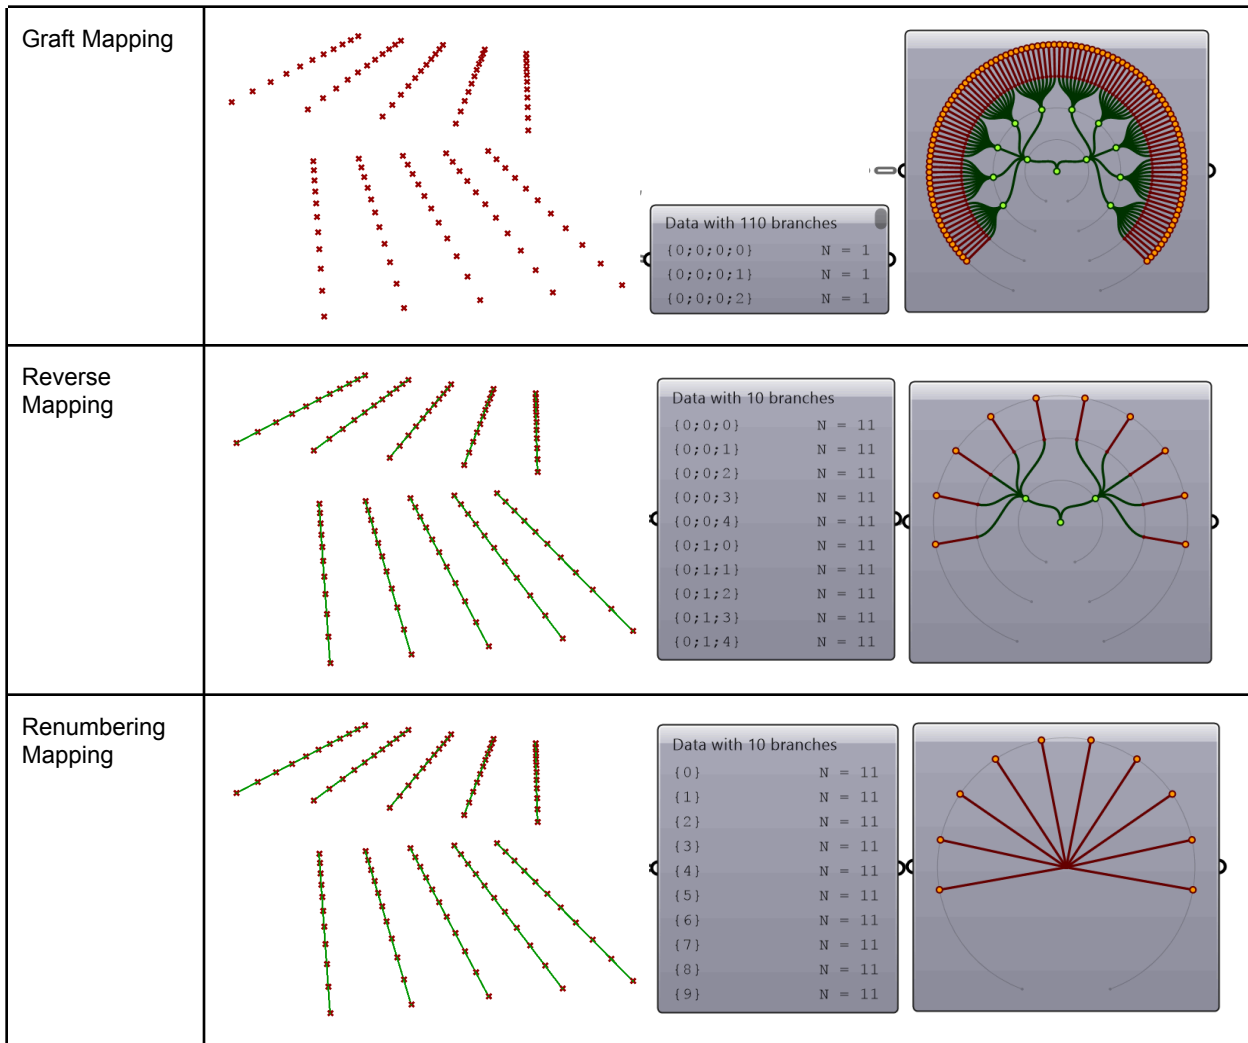 Graft Mapping
Data with 110 branches
{0;0;0;0} N = 1
{0;0;0;1} N = 1
{0;0;0;2} N = 1
Reverse
Mapping
Data with 10 branches
{0;0;0} N = 11
{0;0;1} N = 11
{0;0;2} N = 11
{0;0;3} N = 11
{0;0;4} N = 11
{0;1;0} N = 11
{0;1;1} N = 11
{0;1;2} N = 11
{0;1;3} N = 11
{0;1;4} N = 11
Renumbering
Mapping
Data with 10 branches
{0} N = 11
{1} N = 11
{2} N = 11
{3} N = 11
{4} N = 11
{5} N = 11
{6} N = 11
{7} N = 11
{8} N = 11
{9} N = 11